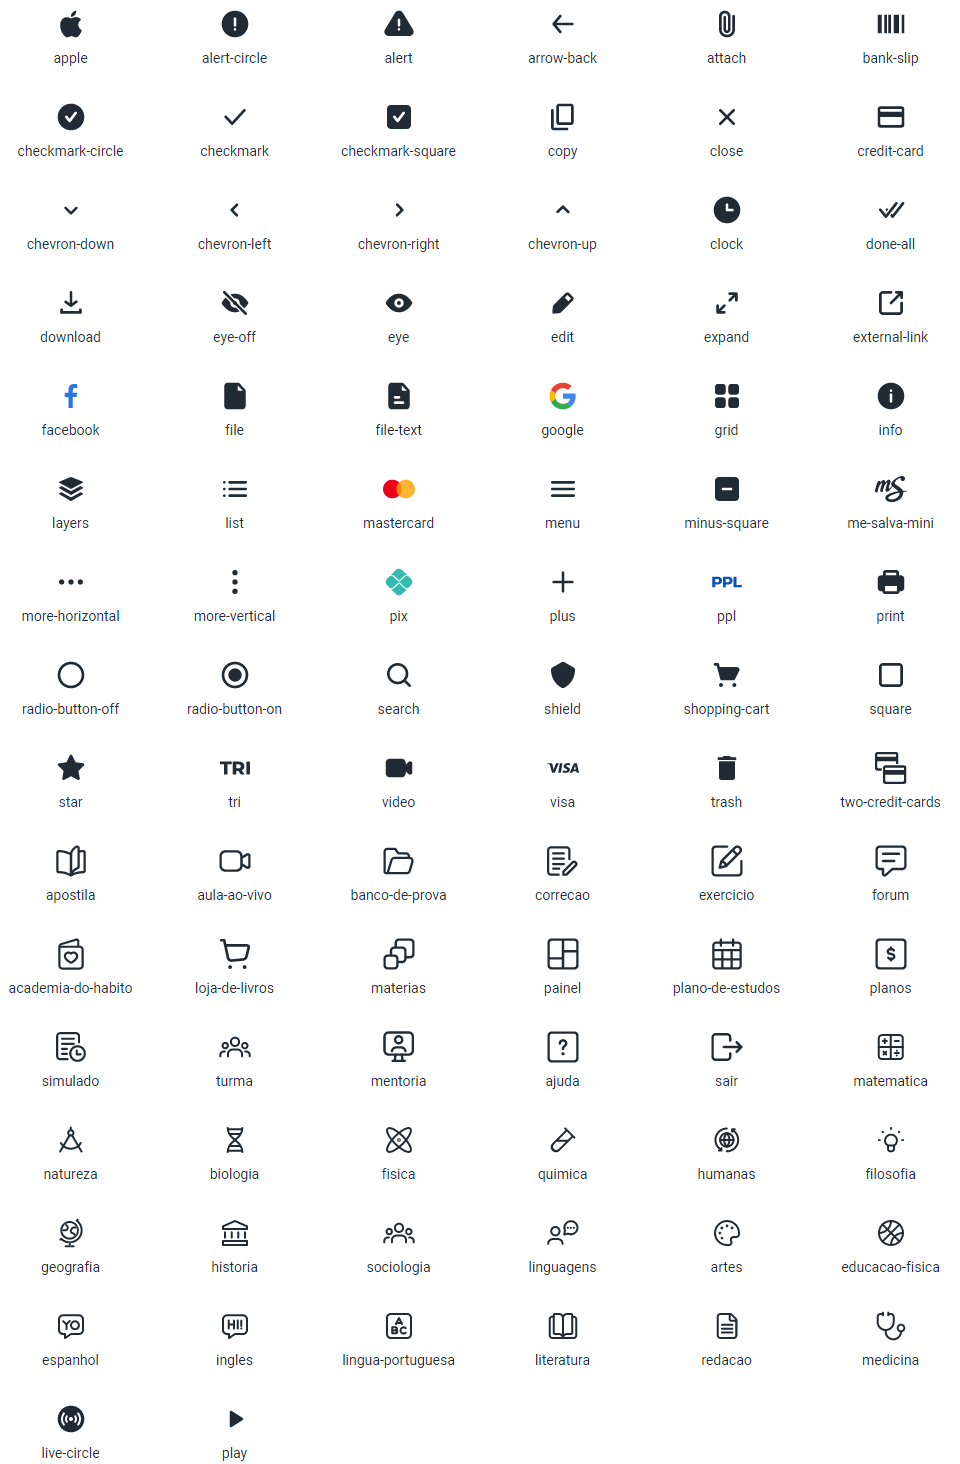 apple alert-circle alert arrow-back attach bank-slip
checkmark-circle checkmark checkmark-square copy close credit-card
chevron-down chevron-left chevron-right chevron-up clock done-all
download eye-off eye edit expand external-link
facebook file file-text google grid info
mS
layers list mastercard menu minus-square me-salva-mini
PPL
more-horizontal more-vertical pix plus ppl print
radio-button-off radio-button-on search shield shopping-cart square
TRI VISA
star tri video visa trash two-credit-cards
apostila aula-ao-vivo banco-de-prova correcao exercicio forum
$
academia-do-habito loja-de-livros materias painel plano-de-estudos planos
?
simulado turma mentoria ajuda sair matematica
natureza biologia fisica quimica humanas filosofia
geografia historia sociologia linguagens artes educacao-fisica
YO HI! A
BC
espanhol ingles lingua-portuguesa literatura redacao medicina
live-circle play